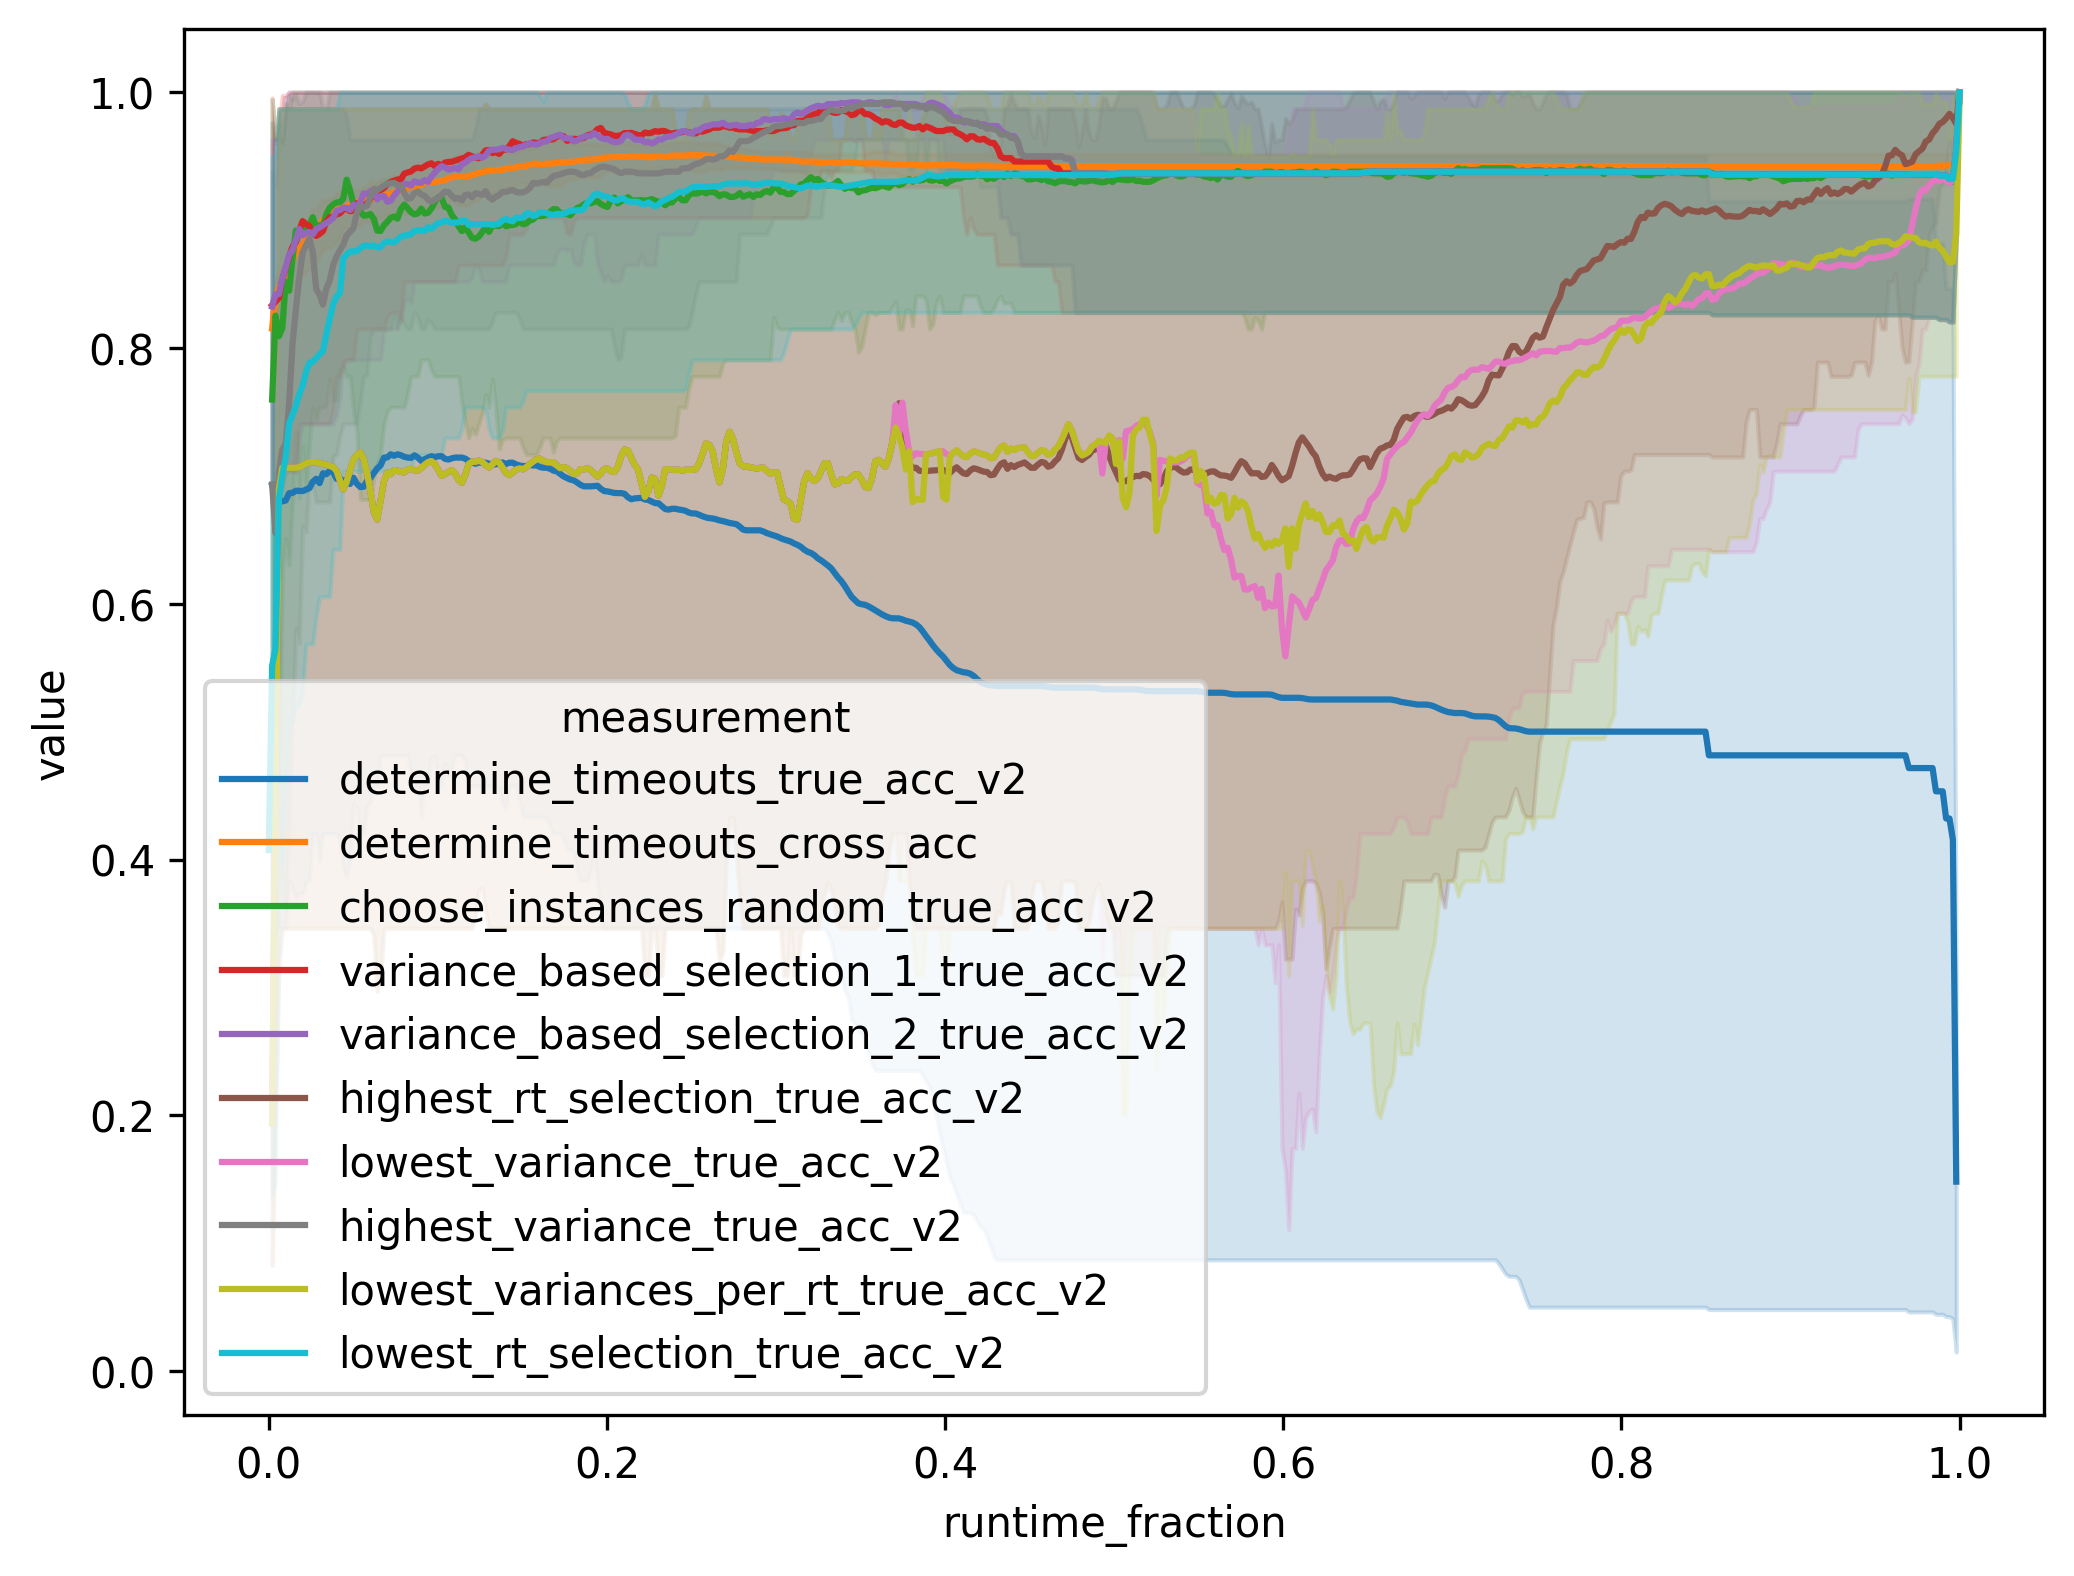 1.0
0.8
0.6
0.4
0.2
0.0
value
measurement
determine_timeouts_true_acc_v2
determine_timeouts_cross_acc
choose_instances_random_true_acc_v2
variance_based_selection_1_true_acc_v2
variance_based_selection_2_true_acc_v2
highest_rt_selection_true_acc_v2
lowest_variance_true_acc_v2
highest_variance_true_acc_v2
lowest_variances_per_rt_true_acc_v2
lowest_rt_selection_true_acc_v2
0.0 0.2 0.4 0.6 0.8 1.0
runtime_fraction